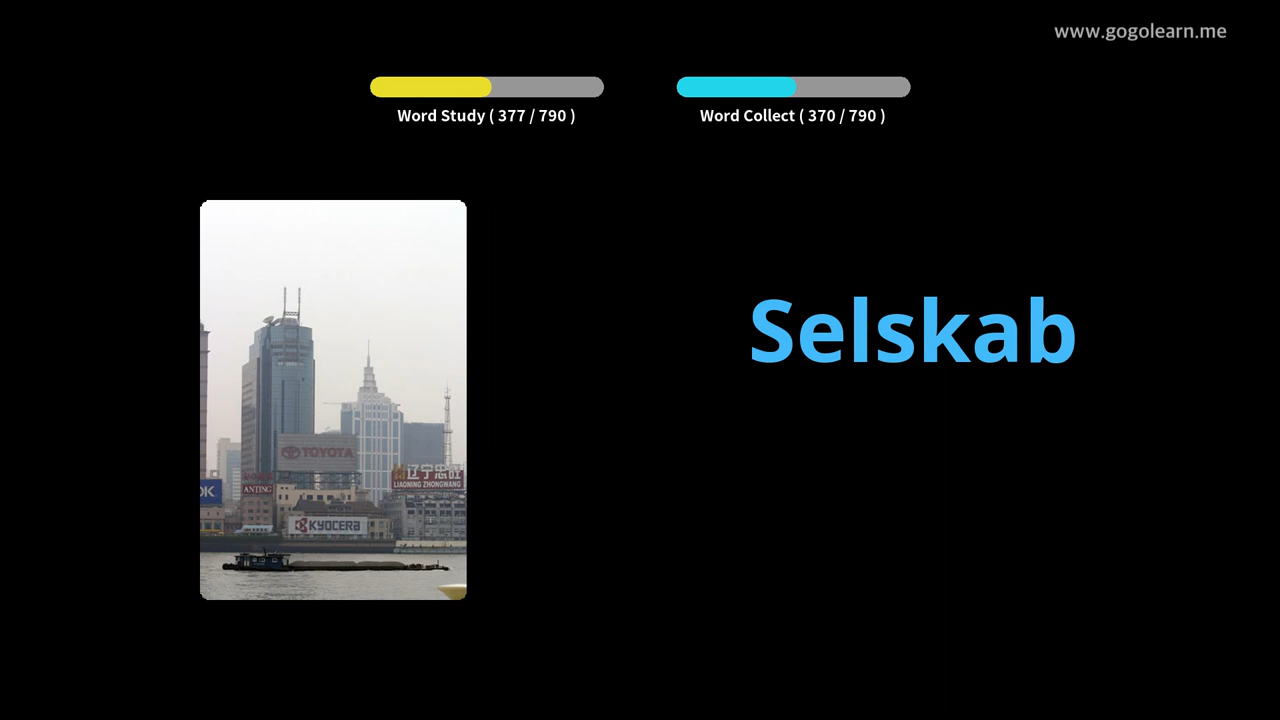 www.gogolearn.me
Word Study ( 377 / 790 )
Word Collect ( 370 / 790 )
Selskab
TOYOTA
辽宁忠旺
LIAONING ZHONGWANG
OK
ANTING
KYOCERA